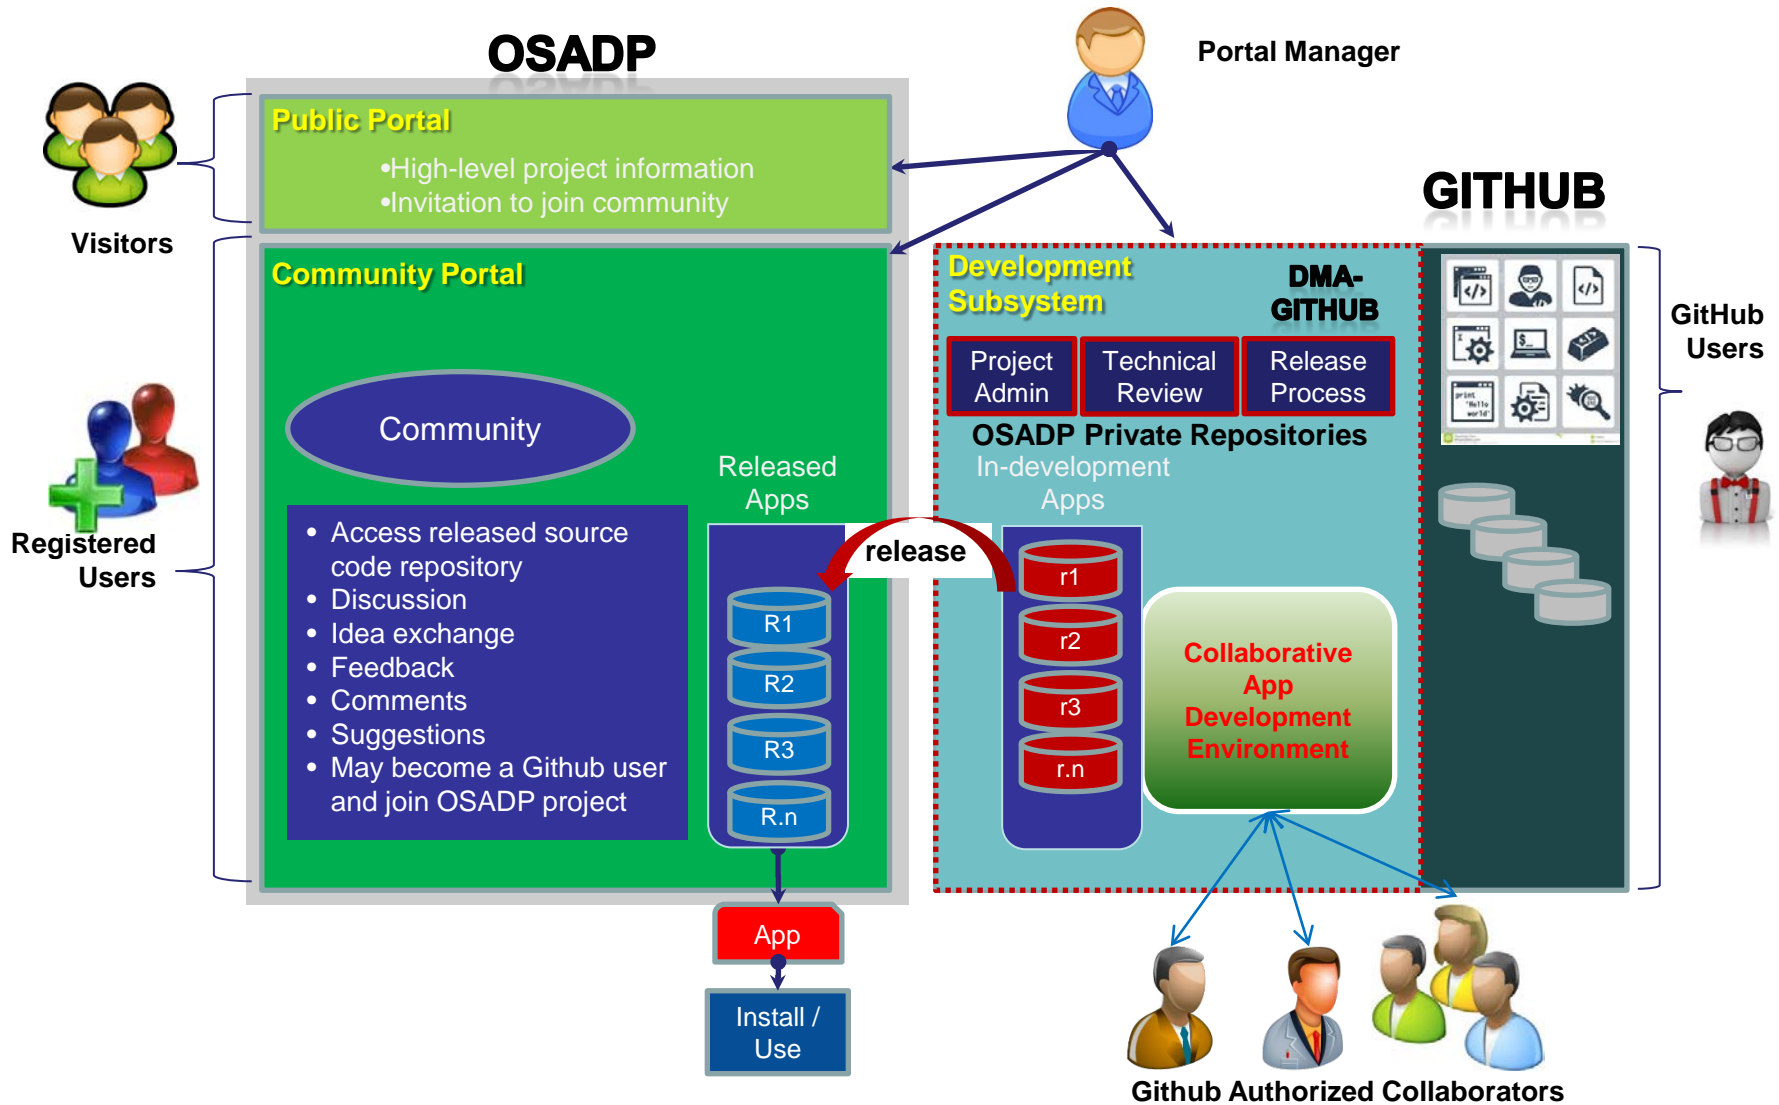 OSADP
Portal Manager
Public Portal
•High-level project information
•Invitation to join community
Visitors
GITHUB
Community Portal
Development
Subsystem
DMA-
GITHUB
GitHub
Users
Project
Admin
Technical
Review
Release
Process
OSADP Private Repositories
In-development
Apps
Community
Released
Apps
Registered
Users
• Access released source
code repository
• Discussion
• Idea exchange
• Feedback
• Comments
• Suggestions
• May become a Github user
and join OSADP project
release
R1
R2
R3
R.n
r1
r2
r3
r.n
Collaborative
App
Development
Environment
</>
</>
$_
print
'Hello
world'
App
Install /
Use
Github Authorized Collaborators